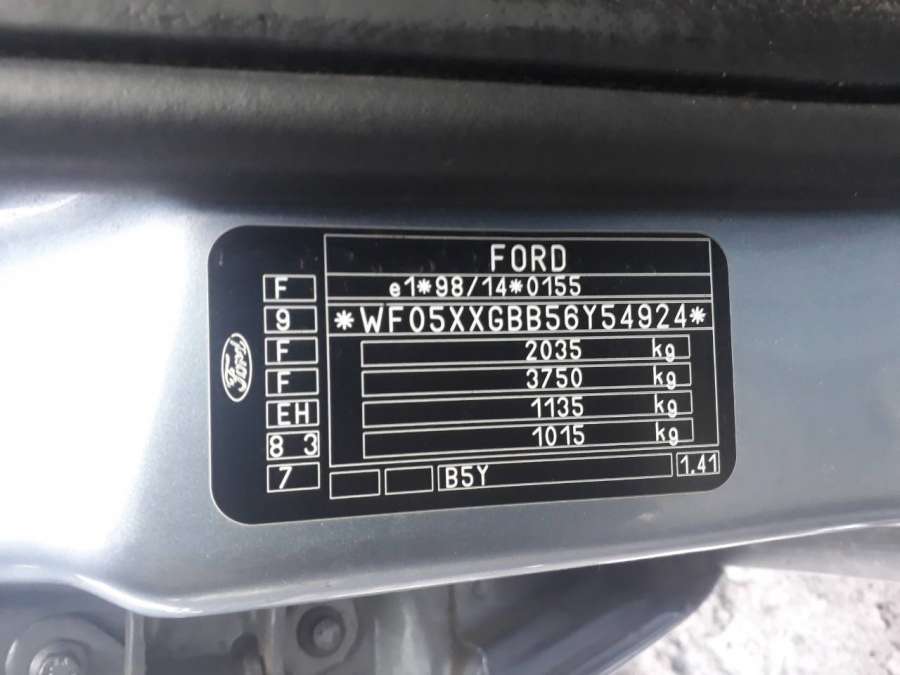 FORD
F
e1*98/14*0155
9
*WF05XXGBB56Y54924*
F
2035 kg
F
3750 kg
EH
1135 kg
8 3
1015 kg
7
B5Y
1.41
Ford